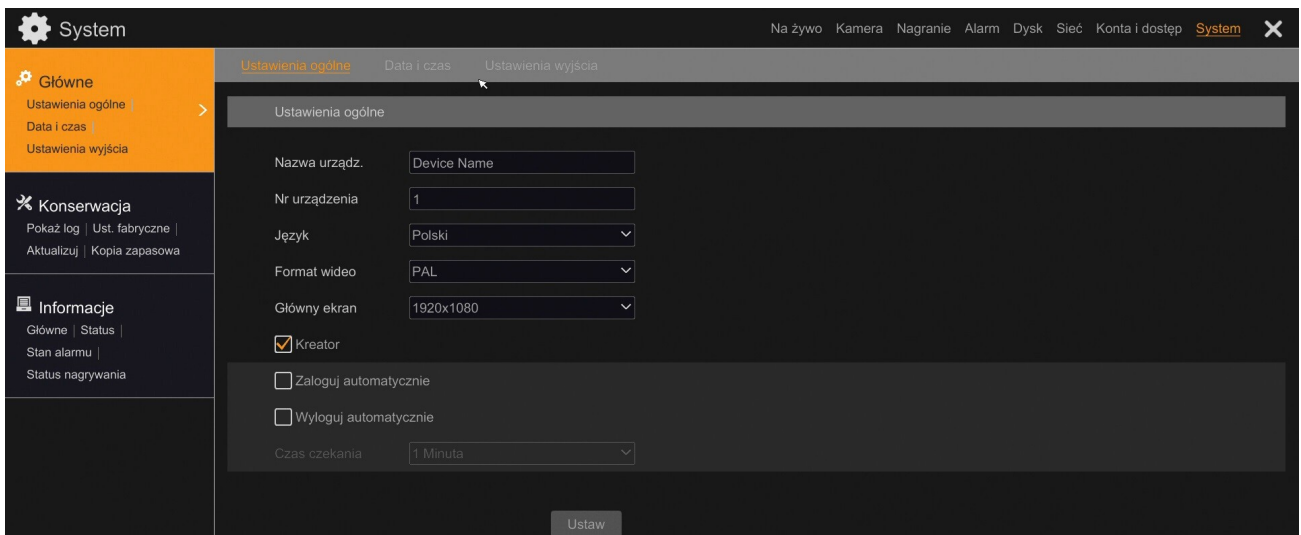 System
Na żywo Kamera Nagranie Alarm Dysk Sieć Konta i dostęp System
Główne
Ustawienia ogólne |
Data i czas |
Ustawienia wyjścia
Konserwacja
Pokaż log | Ust. fabryczne |
Aktualizuj | Kopia zapasowa
Informacje
Główne | Status |
Stan alarmu |
Status nagrywania
Ustawienia ogólne Data i czas Ustawienia wyjścia
Ustawienia ogólne
Nazwa urządz. Device Name
Nr urządzenia 1
Język Polski
Format wideo PAL
Główny ekran 1920x1080
Kreator
Zaloguj automatycznie
Wyloguj automatycznie
Czas czekania 1 Minuta
Ustaw